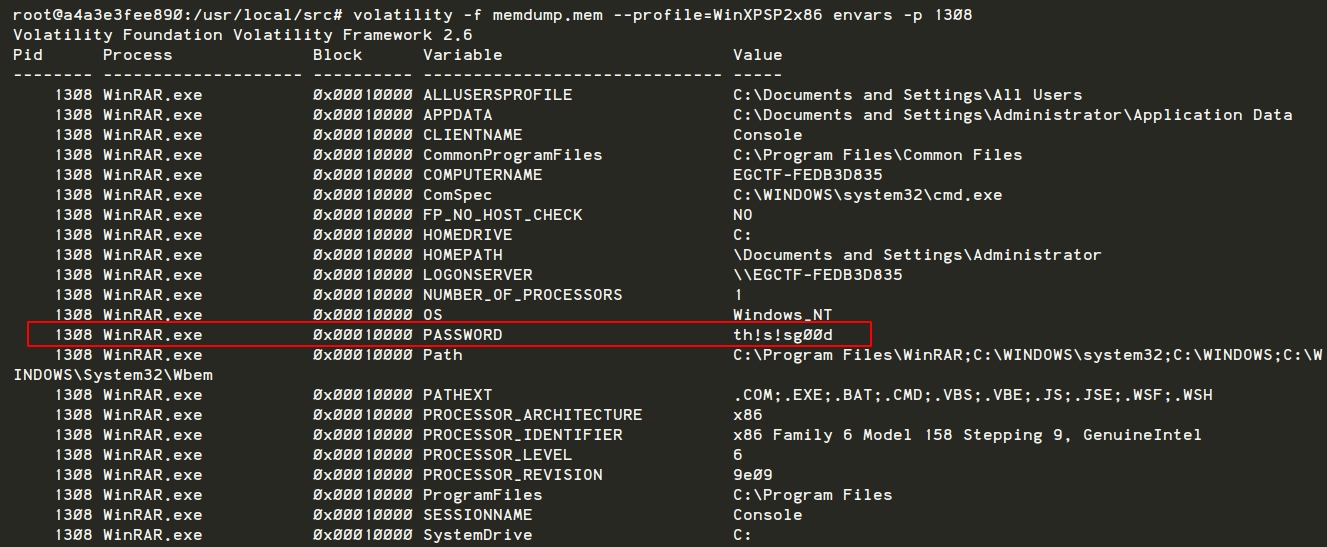 root@a4a3e3fee890:/usr/local/src# volatility -f memdump.mem --profile=WinXPSP2x86 envars -p 1308
Volatility Foundation Volatility Framework 2.6
Pid      Process              Block      Variable                       Value
-------- -------------------- ---------- ------------------------------ -----
    1308 WinRAR.exe           0x00010000 ALLUSERSPROFILE                C:\Documents and Settings\All Users
    1308 WinRAR.exe           0x00010000 APPDATA                        C:\Documents and Settings\Administrator\Application Data
    1308 WinRAR.exe           0x00010000 CLIENTNAME                     Console
    1308 WinRAR.exe           0x00010000 CommonProgramFiles             C:\Program Files\Common Files
    1308 WinRAR.exe           0x00010000 COMPUTERNAME                   EGCTF-FEDB3D835
    1308 WinRAR.exe           0x00010000 ComSpec                        C:\WINDOWS\system32\cmd.exe
    1308 WinRAR.exe           0x00010000 FP_NO_HOST_CHECK               NO
    1308 WinRAR.exe           0x00010000 HOMEDRIVE                      C:
    1308 WinRAR.exe           0x00010000 HOMEPATH                       \Documents and Settings\Administrator
    1308 WinRAR.exe           0x00010000 LOGONSERVER                    \\EGCTF-FEDB3D835
    1308 WinRAR.exe           0x00010000 NUMBER_OF_PROCESSORS           1
    1308 WinRAR.exe           0x00010000 OS                             Windows_NT
    1308 WinRAR.exe           0x00010000 PASSWORD                       th!s!sg00d
    1308 WinRAR.exe           0x00010000 Path                           C:\Program Files\WinRAR;C:\WINDOWS\system32;C:\WINDOWS;C:\W
INDOWS\System32\Wbem
    1308 WinRAR.exe           0x00010000 PATHEXT                        .COM;.EXE;.BAT;.CMD;.VBS;.VBE;.JS;.JSE;.WSF;.WSH
    1308 WinRAR.exe           0x00010000 PROCESSOR_ARCHITECTURE         x86
    1308 WinRAR.exe           0x00010000 PROCESSOR_IDENTIFIER           x86 Family 6 Model 158 Stepping 9, GenuineIntel
    1308 WinRAR.exe           0x00010000 PROCESSOR_LEVEL                6
    1308 WinRAR.exe           0x00010000 PROCESSOR_REVISION             9e09
    1308 WinRAR.exe           0x00010000 ProgramFiles                   C:\Program Files
    1308 WinRAR.exe           0x00010000 SESSIONNAME                    Console
    1308 WinRAR.exe           0x00010000 SystemDrive                    C: